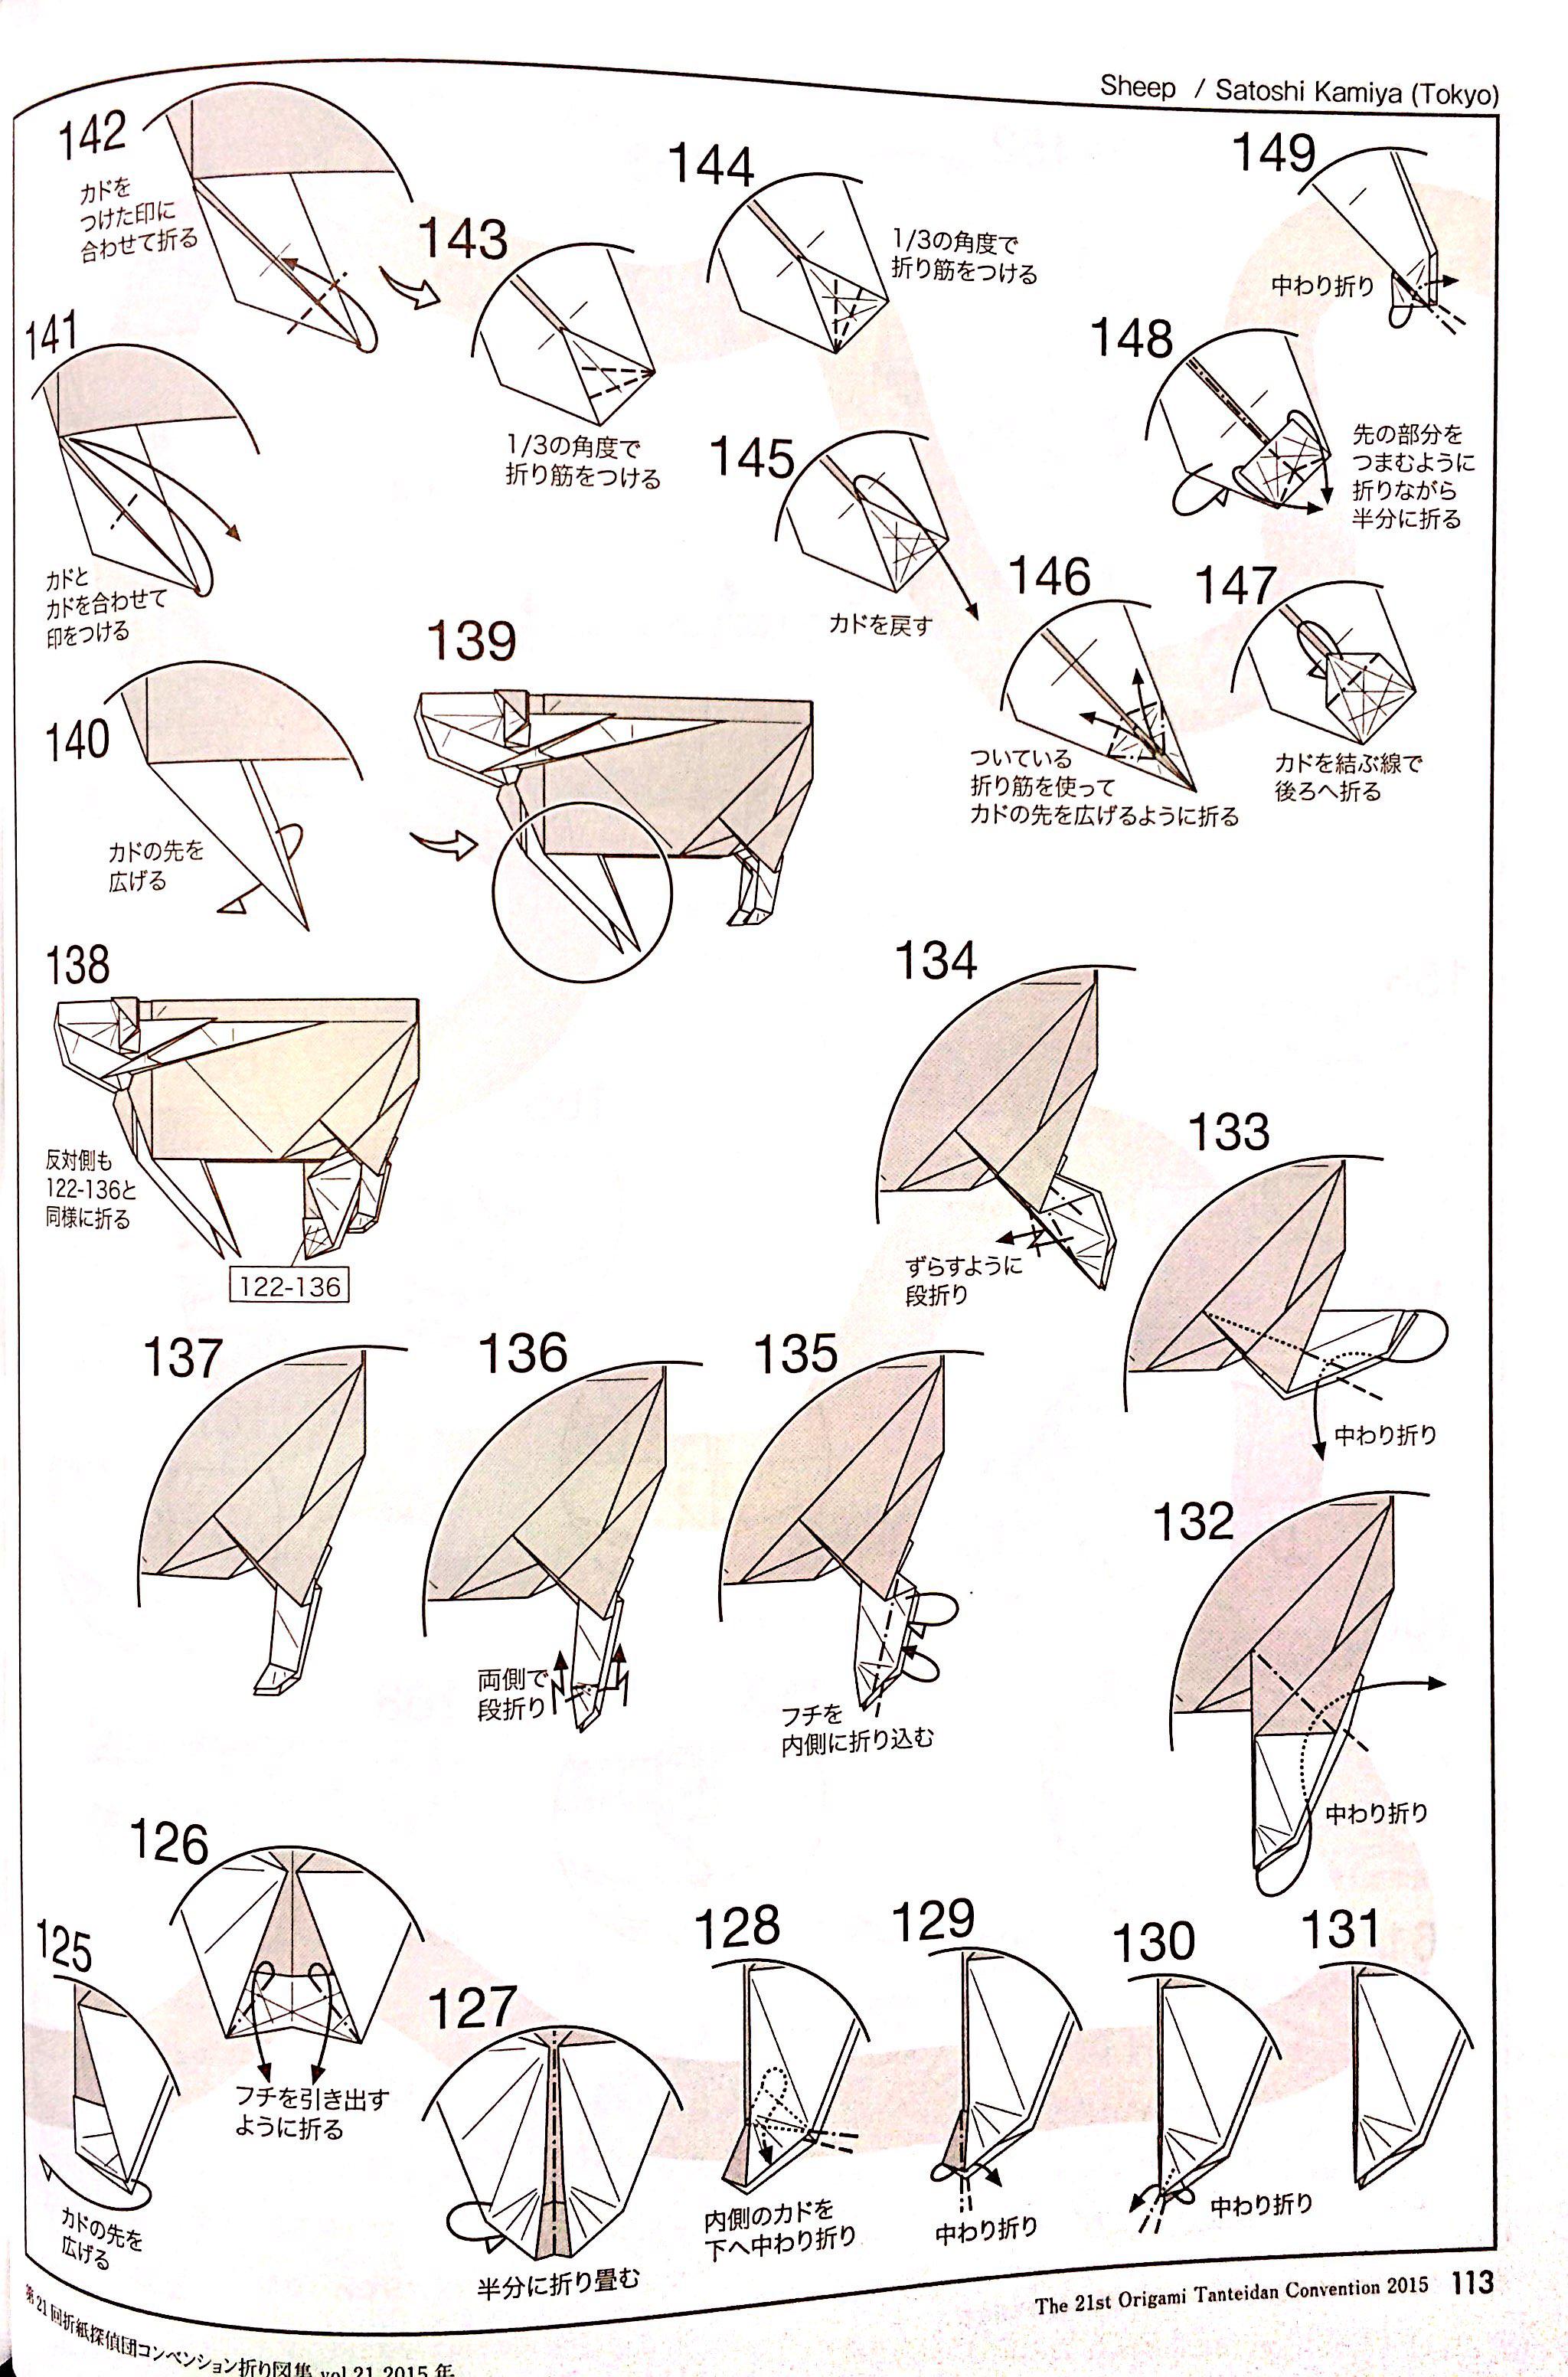 Sheep / Satoshi Kamiya (Tokyo)
125
カドの先を
広げる
126
フチを引き出す
ように折る
127
半分に折り畳む
128
内側のカドを
下へ中わり折り
129
中わり折り
130
中わり折り
131
132
中わり折り
133
中わり折り
134
ずらすように
段折り
135
フチを
内側に折り込む
136
両側で
段折り
137
138
反対側も
122-136と
同様に折る
122-136
139
140
カドの先を
広げる
141
カドと
カドを合わせて
印をつける
142
カドを
つけた印に
合わせて折る
143
1/3の角度で
折り筋をつける
144
1/3の角度で
折り筋をつける
145
カドを戻す
146
ついている
折り筋を使って
カドの先を広げるように折る
147
カドを結ぶ線で
後ろへ折る
148
先の部分を
つまむように
折りながら
半分に折る
149
中わり折り
The 21st Origami Tanteidan Convention 2015 113
第21回折紙探偵団コンベンション折り図集 vol.21 2015年